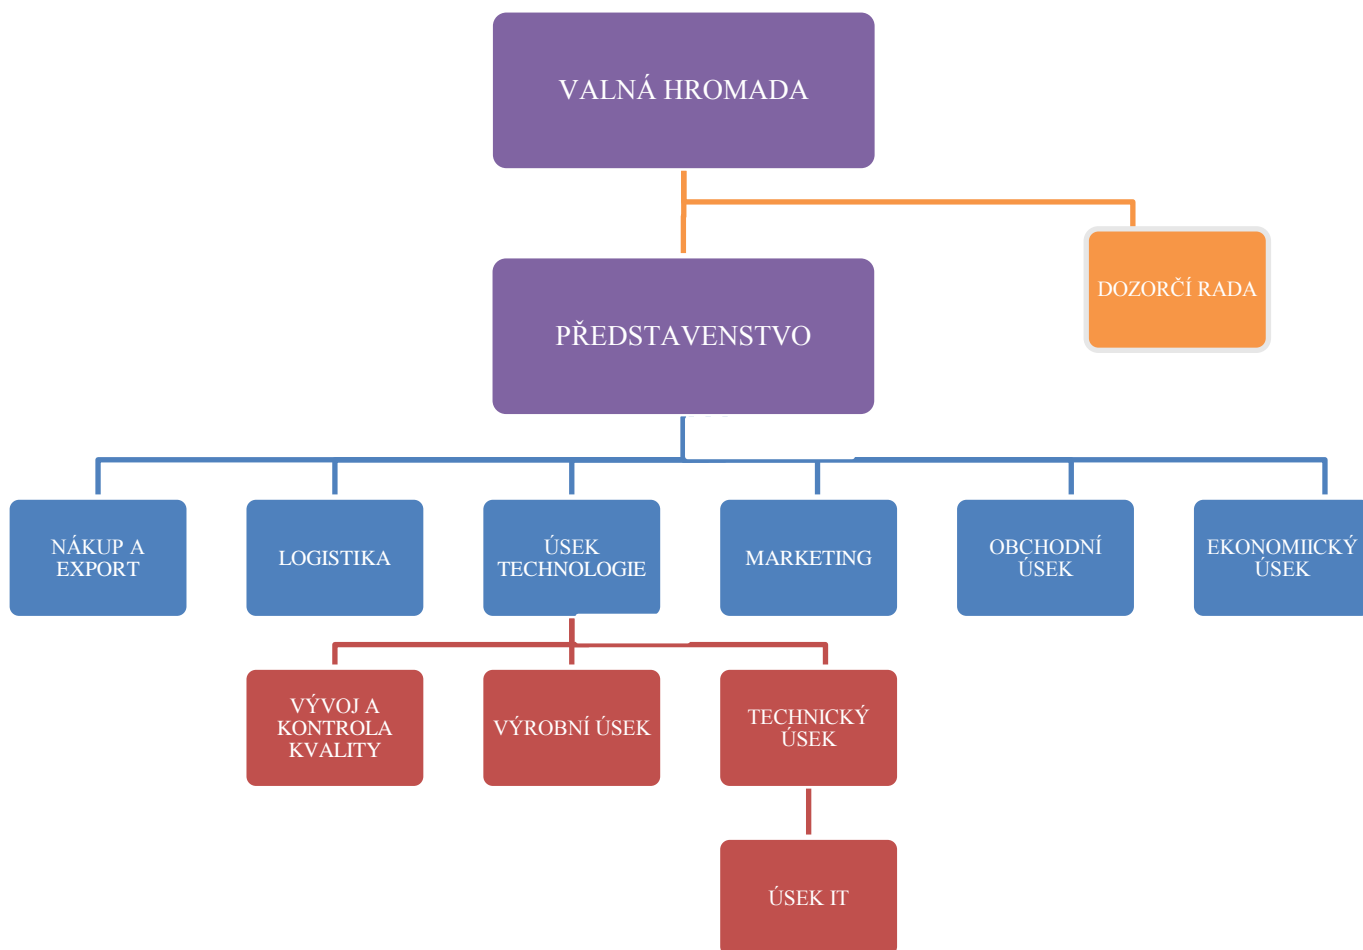 VALNÁ HROMADA
DOZORČÍ RADA
PŘEDSTAVENSTVO
NÁKUP A
EXPORT
LOGISTIKA
ÚSEK
TECHNOLOGIE
MARKETING
OBCHODNÍ
ÚSEK
EKONOMIICKÝ
ÚSEK
VÝVOJ A
KONTROLA
KVALITY
VÝROBNÍ ÚSEK
TECHNICKÝ
ÚSEK
ÚSEK IT